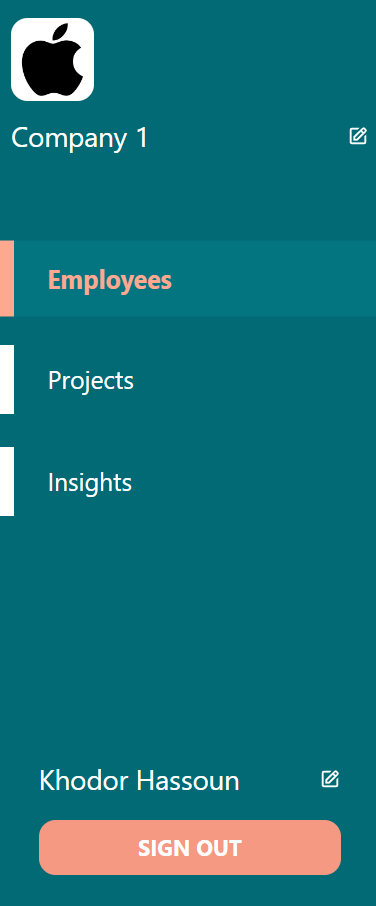 Company 1
Employees
Projects
Insights
Khodor Hassoun
SIGN OUT